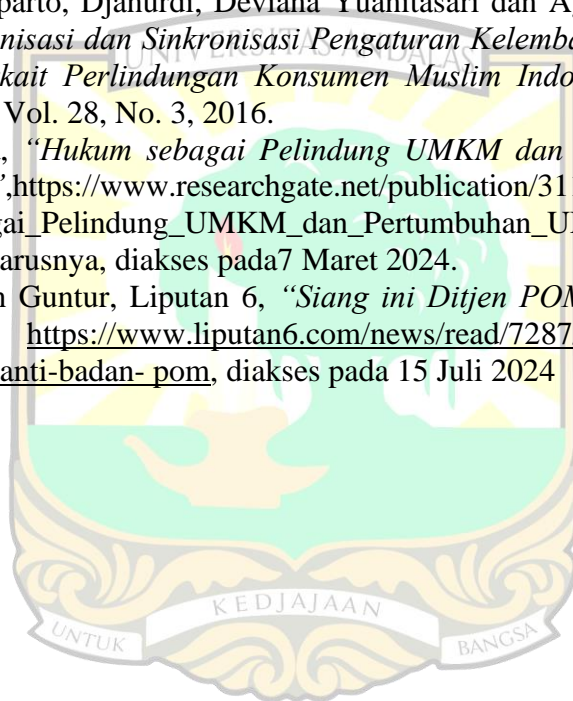 parto, Djanurdi, Deviana Yuanitasari dan Ag
nisasi dan Sinkronisasi Pengaturan Kelemba
UNIVERSITAS ANDALAS
kait Perlindungan Konsumen Muslim Indo
Vol. 28, No. 3, 2016.
, "Hukum sebagai Pelindung UMKM dan
",https://www.researchgate.net/publication/31
gai_Pelindung_UMKM_dan_Pertumbuhan_U
arusnya, diakses pada7 Maret 2024.
n Guntur, Liputan 6, "Siang ini Ditjen PO
https://www.liputan6.com/news/read/7287
anti-badan- pom, diakses pada 15 Juli 2024
KEDJAJAAN
UNTUK BANGSA